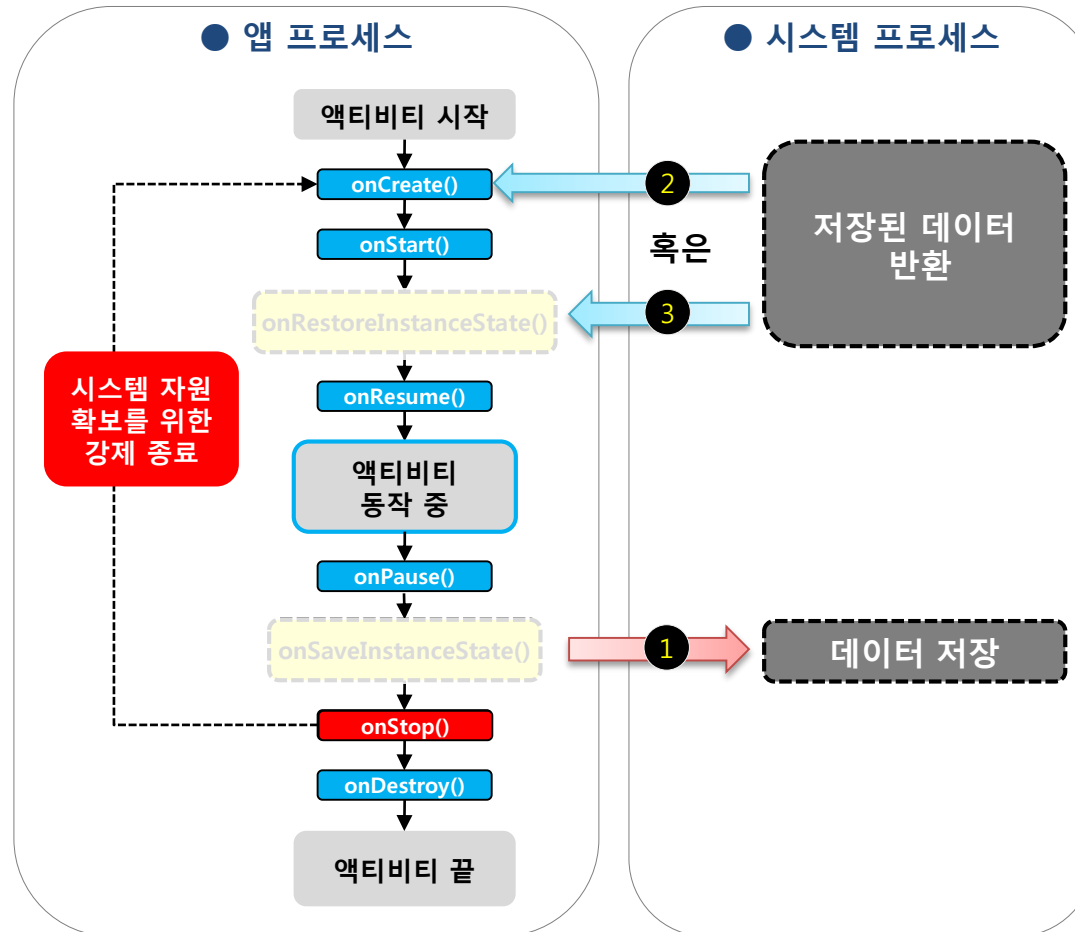 ● 앱 프로세스
● 시스템 프로세스
액티비티 시작
onCreate()
2
onStart()
혹은
저장된 데이터
반환
onRestoreInstanceState()
3
시스템 자원
확보를 위한
강제 종료
onResume()
액티비티
동작 중
onPause()
onSaveInstanceState()
1
데이터 저장
onStop()
onDestroy()
액티비티 끝